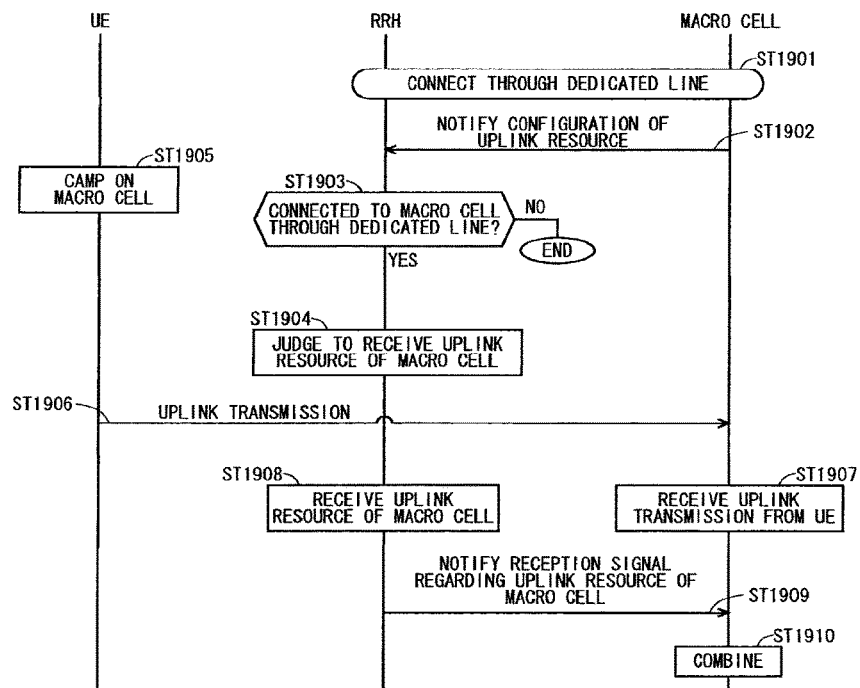 UE
RRH
MACRO CELL
ST1901
CONNECT THROUGH DEDICATED LINE
NOTIFY CONFIGURATION OF
UPLINK RESOURCE
ST1902
ST1905
CAMP ON
MACRO CELL
ST1903
CONNECTED TO MACRO CELL
THROUGH DEDICATED LINE?
NO
END
YES
ST1904
JUDGE TO RECEIVE UPLINK
RESOURCE OF MACRO CELL
ST1906
UPLINK TRANSMISSION
ST1908
RECEIVE UPLINK
RESOURCE OF MACRO CELL
ST1907
RECEIVE UPLINK
TRANSMISSION FROM UE
NOTIFY RECEPTION SIGNAL
REGARDING UPLINK RESOURCE OF
MACRO CELL
ST1909
ST1910
COMBINE